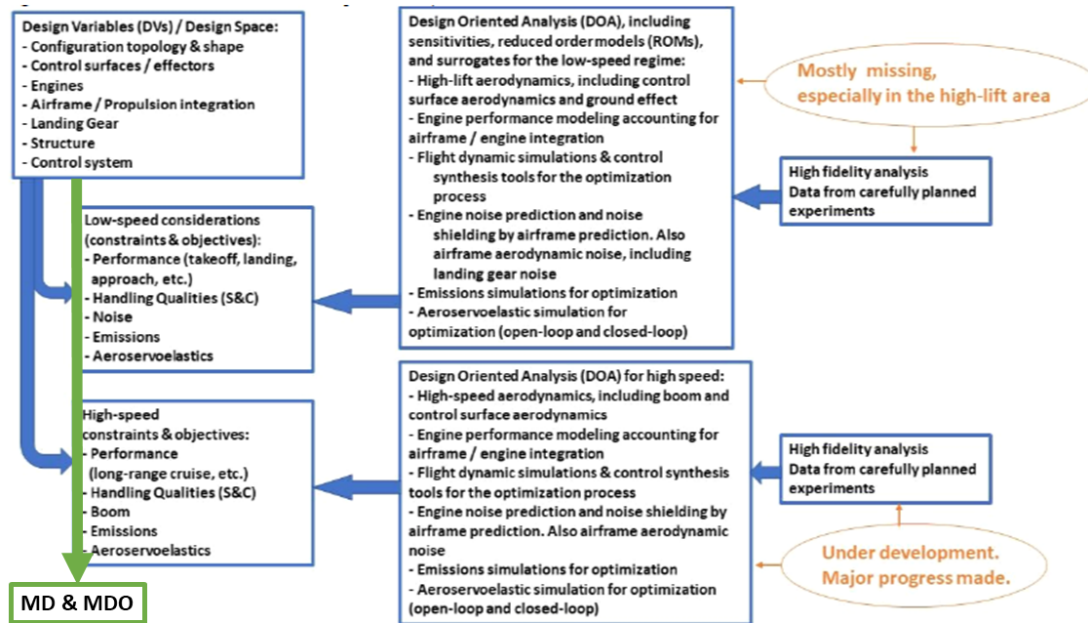 Design Variables (DVs) / Design Space:
- Configuration topology & shape
- Control surfaces / effectors
- Engines
- Airframe / Propulsion integration
- Landing Gear
- Structure
- Control system
Low-speed considerations
(constraints & objectives):
- Performance (takeoff, landing,
approach, etc.)
- Handling Qualities (S&C)
- Noise
- Emissions
- Aeroservoelastics
High-speed
constraints & objectives:
- Performance
(long-range cruise, etc.)
- Handling Qualities (S&C)
- Boom
- Emissions
- Aeroservoelastics
MD & MDO
Design Oriented Analysis (DOA), including
sensitivities, reduced order models (ROMs),
and surrogates for the low-speed regime:
- High-lift aerodynamics, including control
surface aerodynamics and ground effect
- Engine performance modeling accounting for
airframe / engine integration
- Flight dynamic simulations & control
synthesis tools for the optimization
process
- Engine noise prediction and noise
shielding by airframe prediction. Also
airframe aerodynamic noise, including
landing gear noise
- Emissions simulations for optimization
- Aeroservoelastic simulation for
optimization (open-loop and closed-loop)
Design Oriented Analysis (DOA) for high speed:
- High-speed aerodynamics, including boom and
control surface aerodynamics
- Engine performance modeling accounting for
airframe / engine integration
- Flight dynamic simulations & control synthesis
tools for the optimization process
- Engine noise prediction and noise shielding by
airframe prediction. Also airframe aerodynamic
noise
- Emissions simulations for optimization
- Aeroservoelastic simulation for optimization
(open-loop and closed-loop)
Mostly missing,
especially in the high-lift area
High fidelity analysis
Data from carefully planned
experiments
High fidelity analysis
Data from carefully planned
experiments
Under development.
Major progress made.